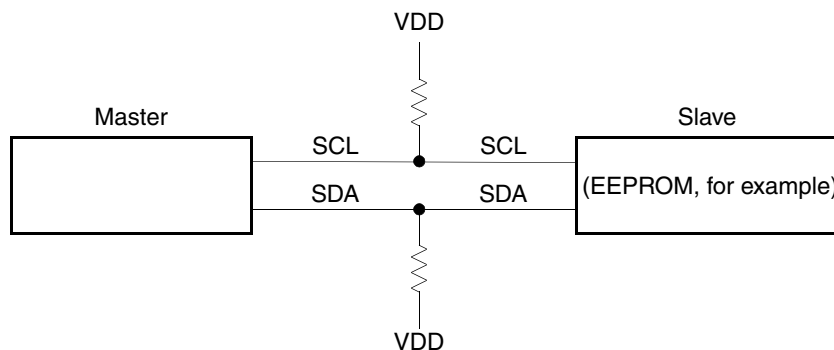 VDD
Master
Slave
SCL
SCL
(EEPROM, for example)
SDA
SDA
VDD